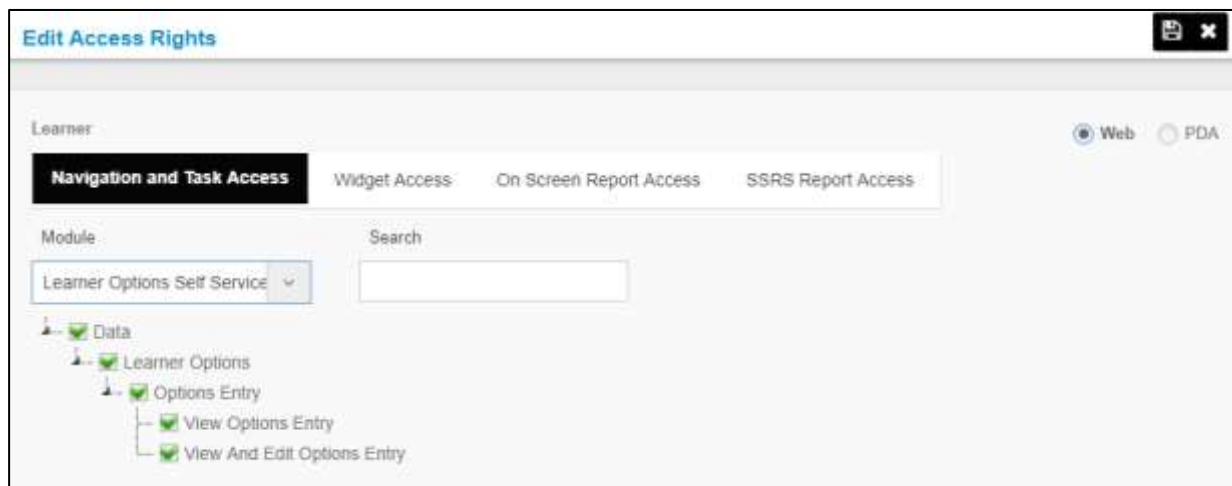 Edit Access Rights
Learner
Web PDA
Navigation and Task Access Widget Access On Screen Report Access SSRS Report Access
Module Search
Learner Options Self Service
Data
Learner Options
Options Entry
View Options Entry
View And Edit Options Entry